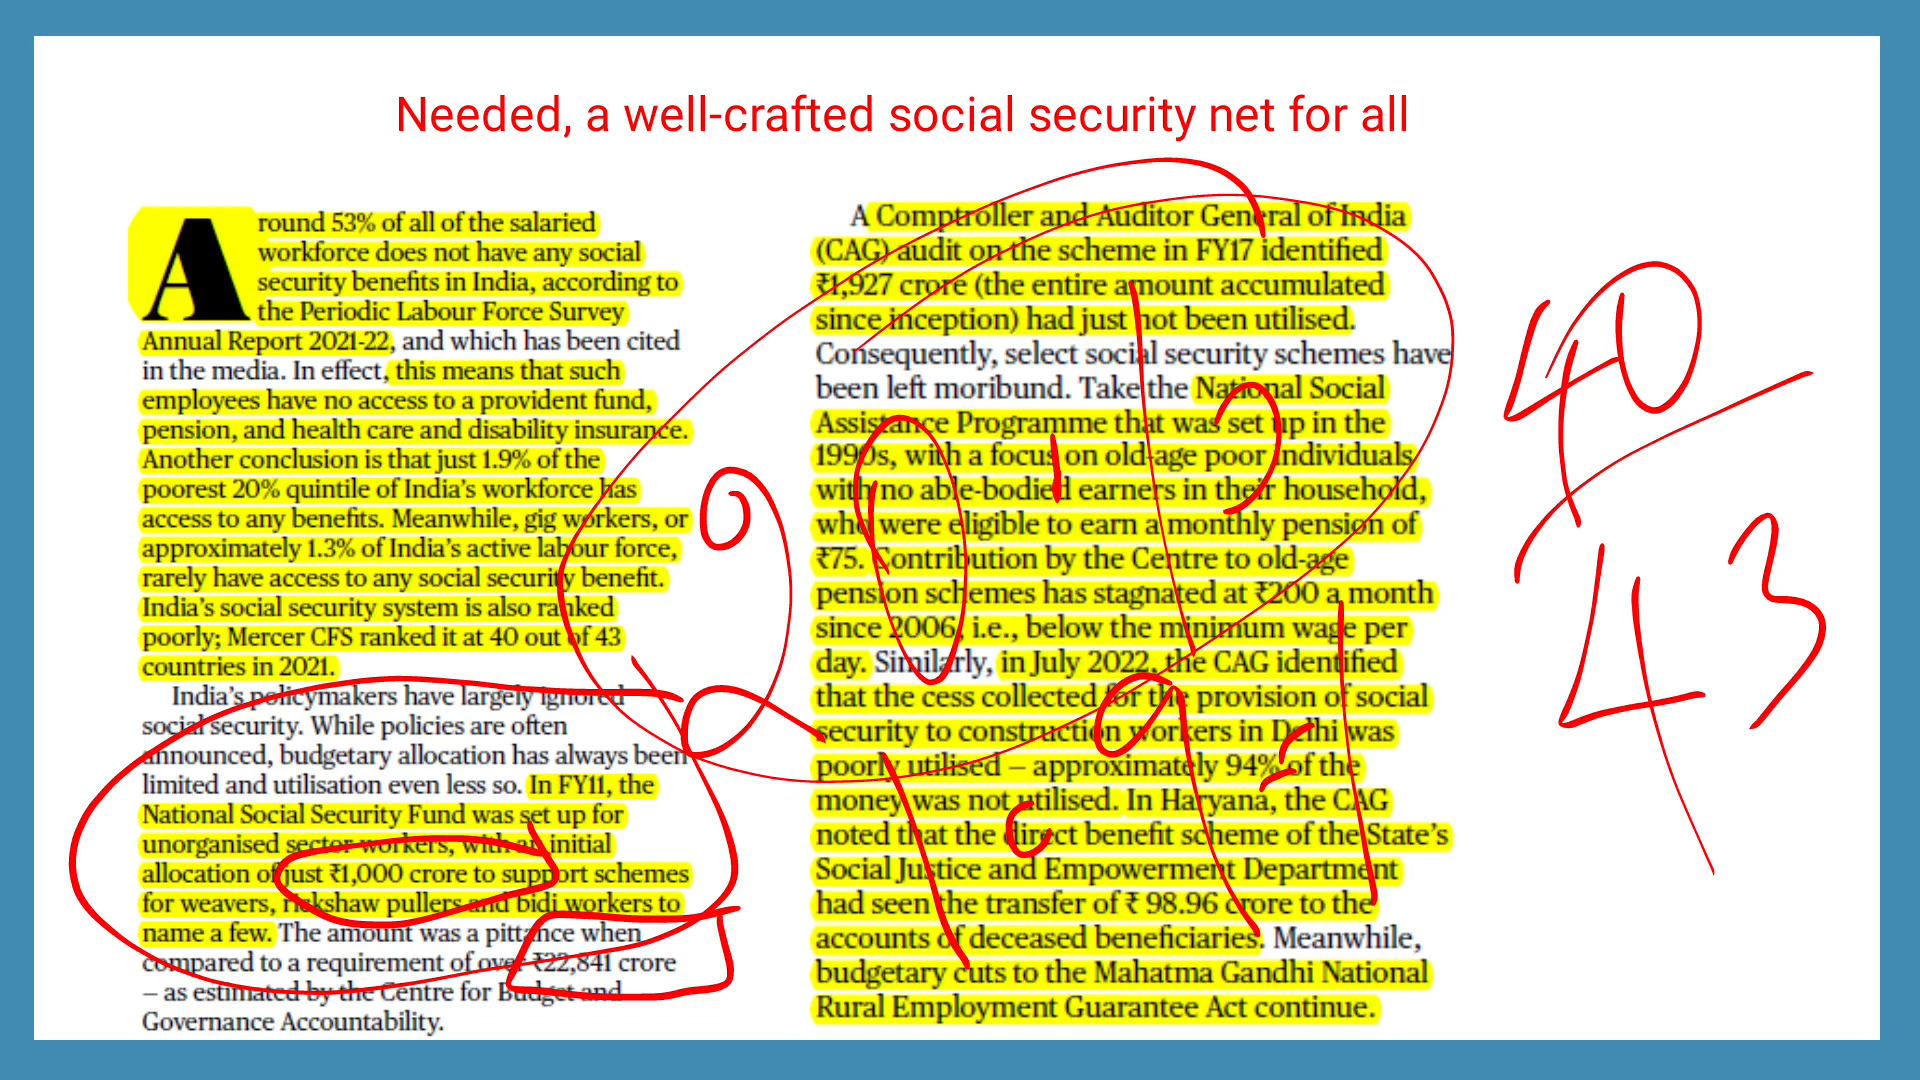 Needed, a well-crafted social security net for all
Around 53% of all of the salaried
workforce does not have any social
security benefits in India, according to
the Periodic Labour Force Survey
Annual Report 2021-22, and which has been cited
in the media. In effect, this means that such
employees have no access to a provident fund,
pension, and health care and disability insurance.
Another conclusion is that just 1.9% of the
poorest 20% quintile of India's workforce has
access to any benefits. Meanwhile, gig workers, or
approximately 1.3% of India's active labour force,
rarely have access to any social security benefit.
India's social security system is also ranked
poorly; Mercer CFS ranked it at 40 out of 43
countries in 2021.
India's policymakers have largely ignored
social security. While policies are often
announced, budgetary allocation has always been
limited and utilisation even less so. In FY11, the
National Social Security Fund was set up for
unorganised sector workers, with an initial
allocation of just ₹1,000 crore to support schemes
for weavers, rickshaw pullers and bidi workers to
name a few. The amount was a pittance when
compared to a requirement of over ₹22,841 crore
– as estimated by the Centre for Budget and
Governance Accountability.
A Comptroller and Auditor General of India
(CAG) audit on the scheme in FY17 identified
₹1,927 crore (the entire amount accumulated
since inception) had just not been utilised.
Consequently, select social security schemes have
been left moribund. Take the National Social
Assistance Programme that was set up in the
1990s, with a focus on old-age poor individuals
with no able-bodied earners in their household,
who were eligible to earn a monthly pension of
₹75. Contribution by the Centre to old-age
pension schemes has stagnated at ₹200 a month
since 2006, i.e., below the minimum wage per
day. Similarly, in July 2022, the CAG identified
that the cess collected for the provision of social
security to construction workers in Delhi was
poorly utilised – approximately 94% of the
money was not utilised. In Haryana, the CAG
noted that the direct benefit scheme of the State's
Social Justice and Empowerment Department
had seen the transfer of ₹ 98.96 crore to the
accounts of deceased beneficiaries. Meanwhile,
budgetary cuts to the Mahatma Gandhi National
Rural Employment Guarantee Act continue.
40
43